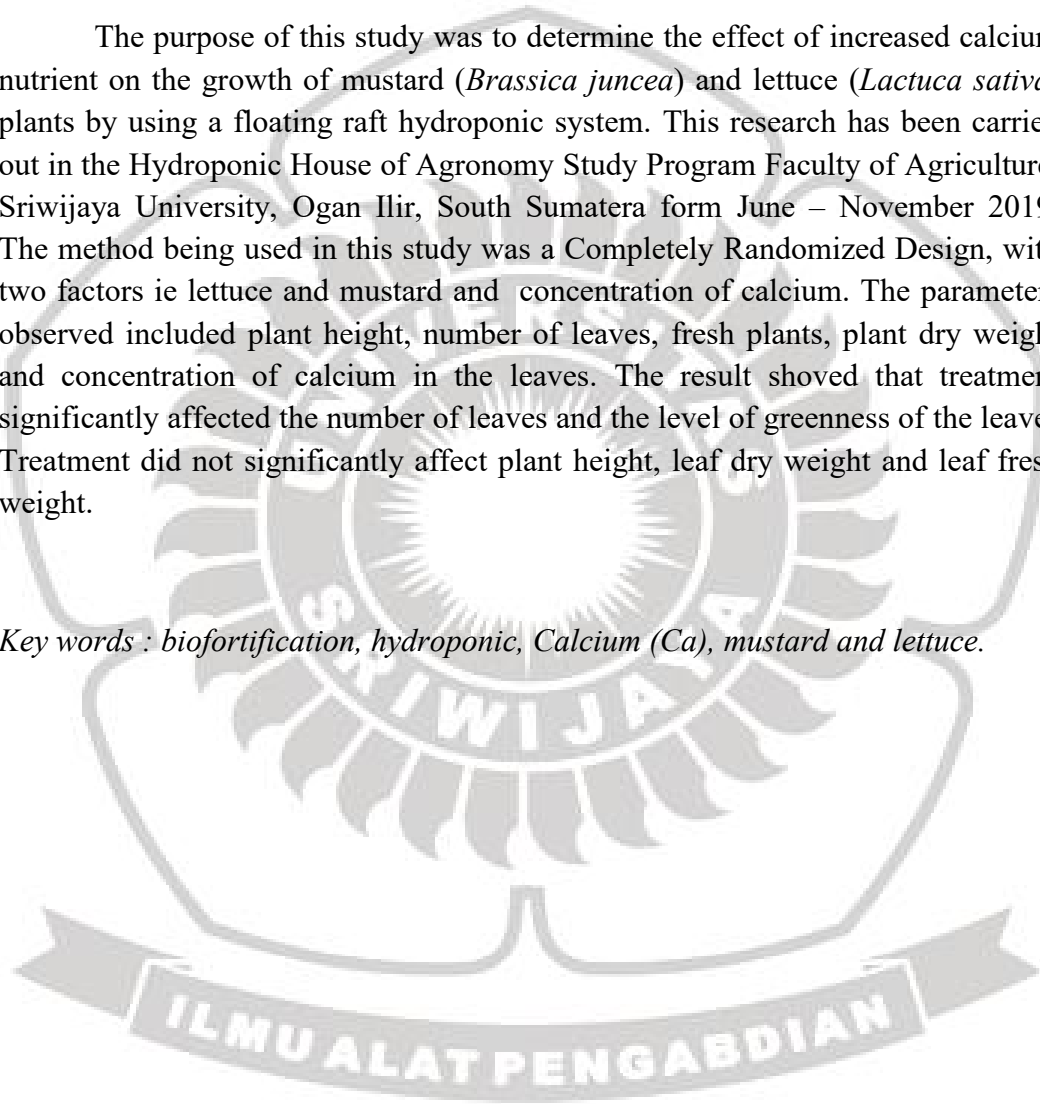 The purpose of this study was to determine the effect of increased calciu
nutrient on the growth of mustard (Brassica juncea) and lettuce (Lactuca sativa
plants by using a floating raft hydroponic system. This research has been carrie
out in the Hydroponic House of Agronomy Study Program Faculty of Agriculture
Sriwijaya University, Ogan Ilir, South Sumatera form June – November 2019
The method being used in this study was a Completely Randomized Design, wit
two factors ie lettuce and mustard and concentration of calcium. The parameter
observed included plant height, number of leaves, fresh plants, plant dry weigh
and concentration of calcium in the leaves. The result shoved that treatmen
significantly affected the number of leaves and the level of greenness of the leave
Treatment did not significantly affect plant height, leaf dry weight and leaf fres
weight.
Key words : biofortification, hydroponic, Calcium (Ca), mustard and lettuce.
UNIVERSITAS
SRIWIJAYA
ILMU ALAT PENGABDIAN